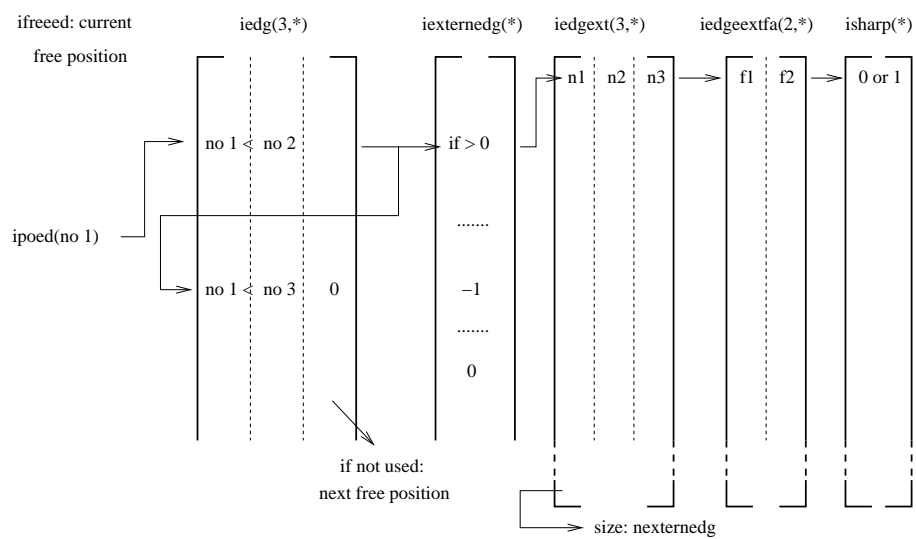 ifreeed: current
free position
iedg(3,*)
iexternedg(*)
iedgext(3,*)
iedgeextfa(2,*)
isharp(*)
n1 n2 n3
f1 f2
0 or 1
no 1 < no 2
if > 0
.......
ipoed(no 1)
no 1 < no 3 0
−1
.......
0
if not used:
next free position
size: nexternedg